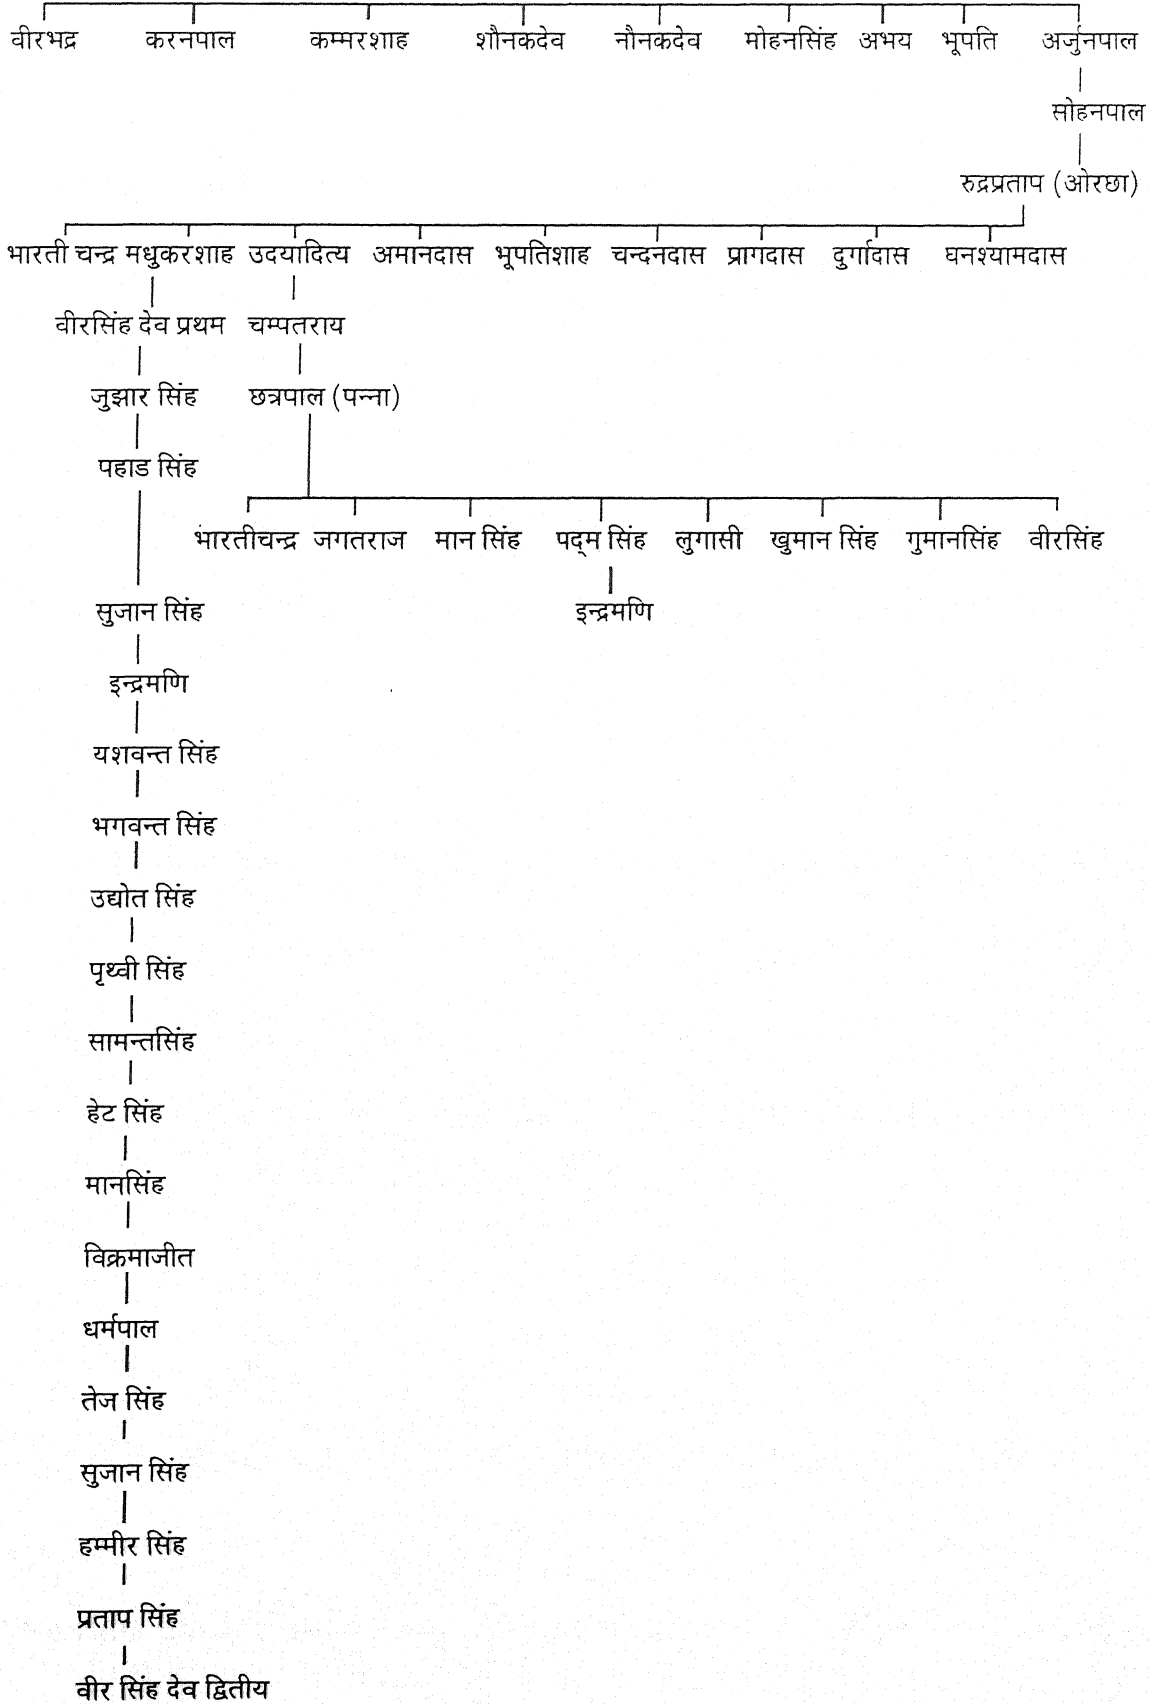 वीरभद्र करनपाल कम्मरशाह शौनकदेव नौनकदेव मोहनसिंह अभय भूपति अर्जुनपाल
सोहनपाल
रुद्रप्रताप (ओरछा)
भारती चन्द्र मधुकरशाह उदयादित्य अमानदास भूपतिशाह चन्दनदास प्रागदास दुर्गादास घनश्यामदास
वीरसिंह देव प्रथम चम्पतराय
जुझार सिंह छत्रपाल (पन्ना)
पहाड सिंह
भारतीचन्द्र जगतराज मान सिंह पद्म सिंह लुगासी खुमान सिंह गुमानसिंह वीरसिंह
सुजान सिंह इन्द्रमणि
इन्द्रमणि
यशवन्त सिंह
भगवन्त सिंह
उद्योत सिंह
पृथ्वी सिंह
सामन्तसिंह
हेट सिंह
मानसिंह
विक्रमाजीत
धर्मपाल
तेज सिंह
सुजान सिंह
हम्मीर सिंह
प्रताप सिंह
वीर सिंह देव द्वितीय